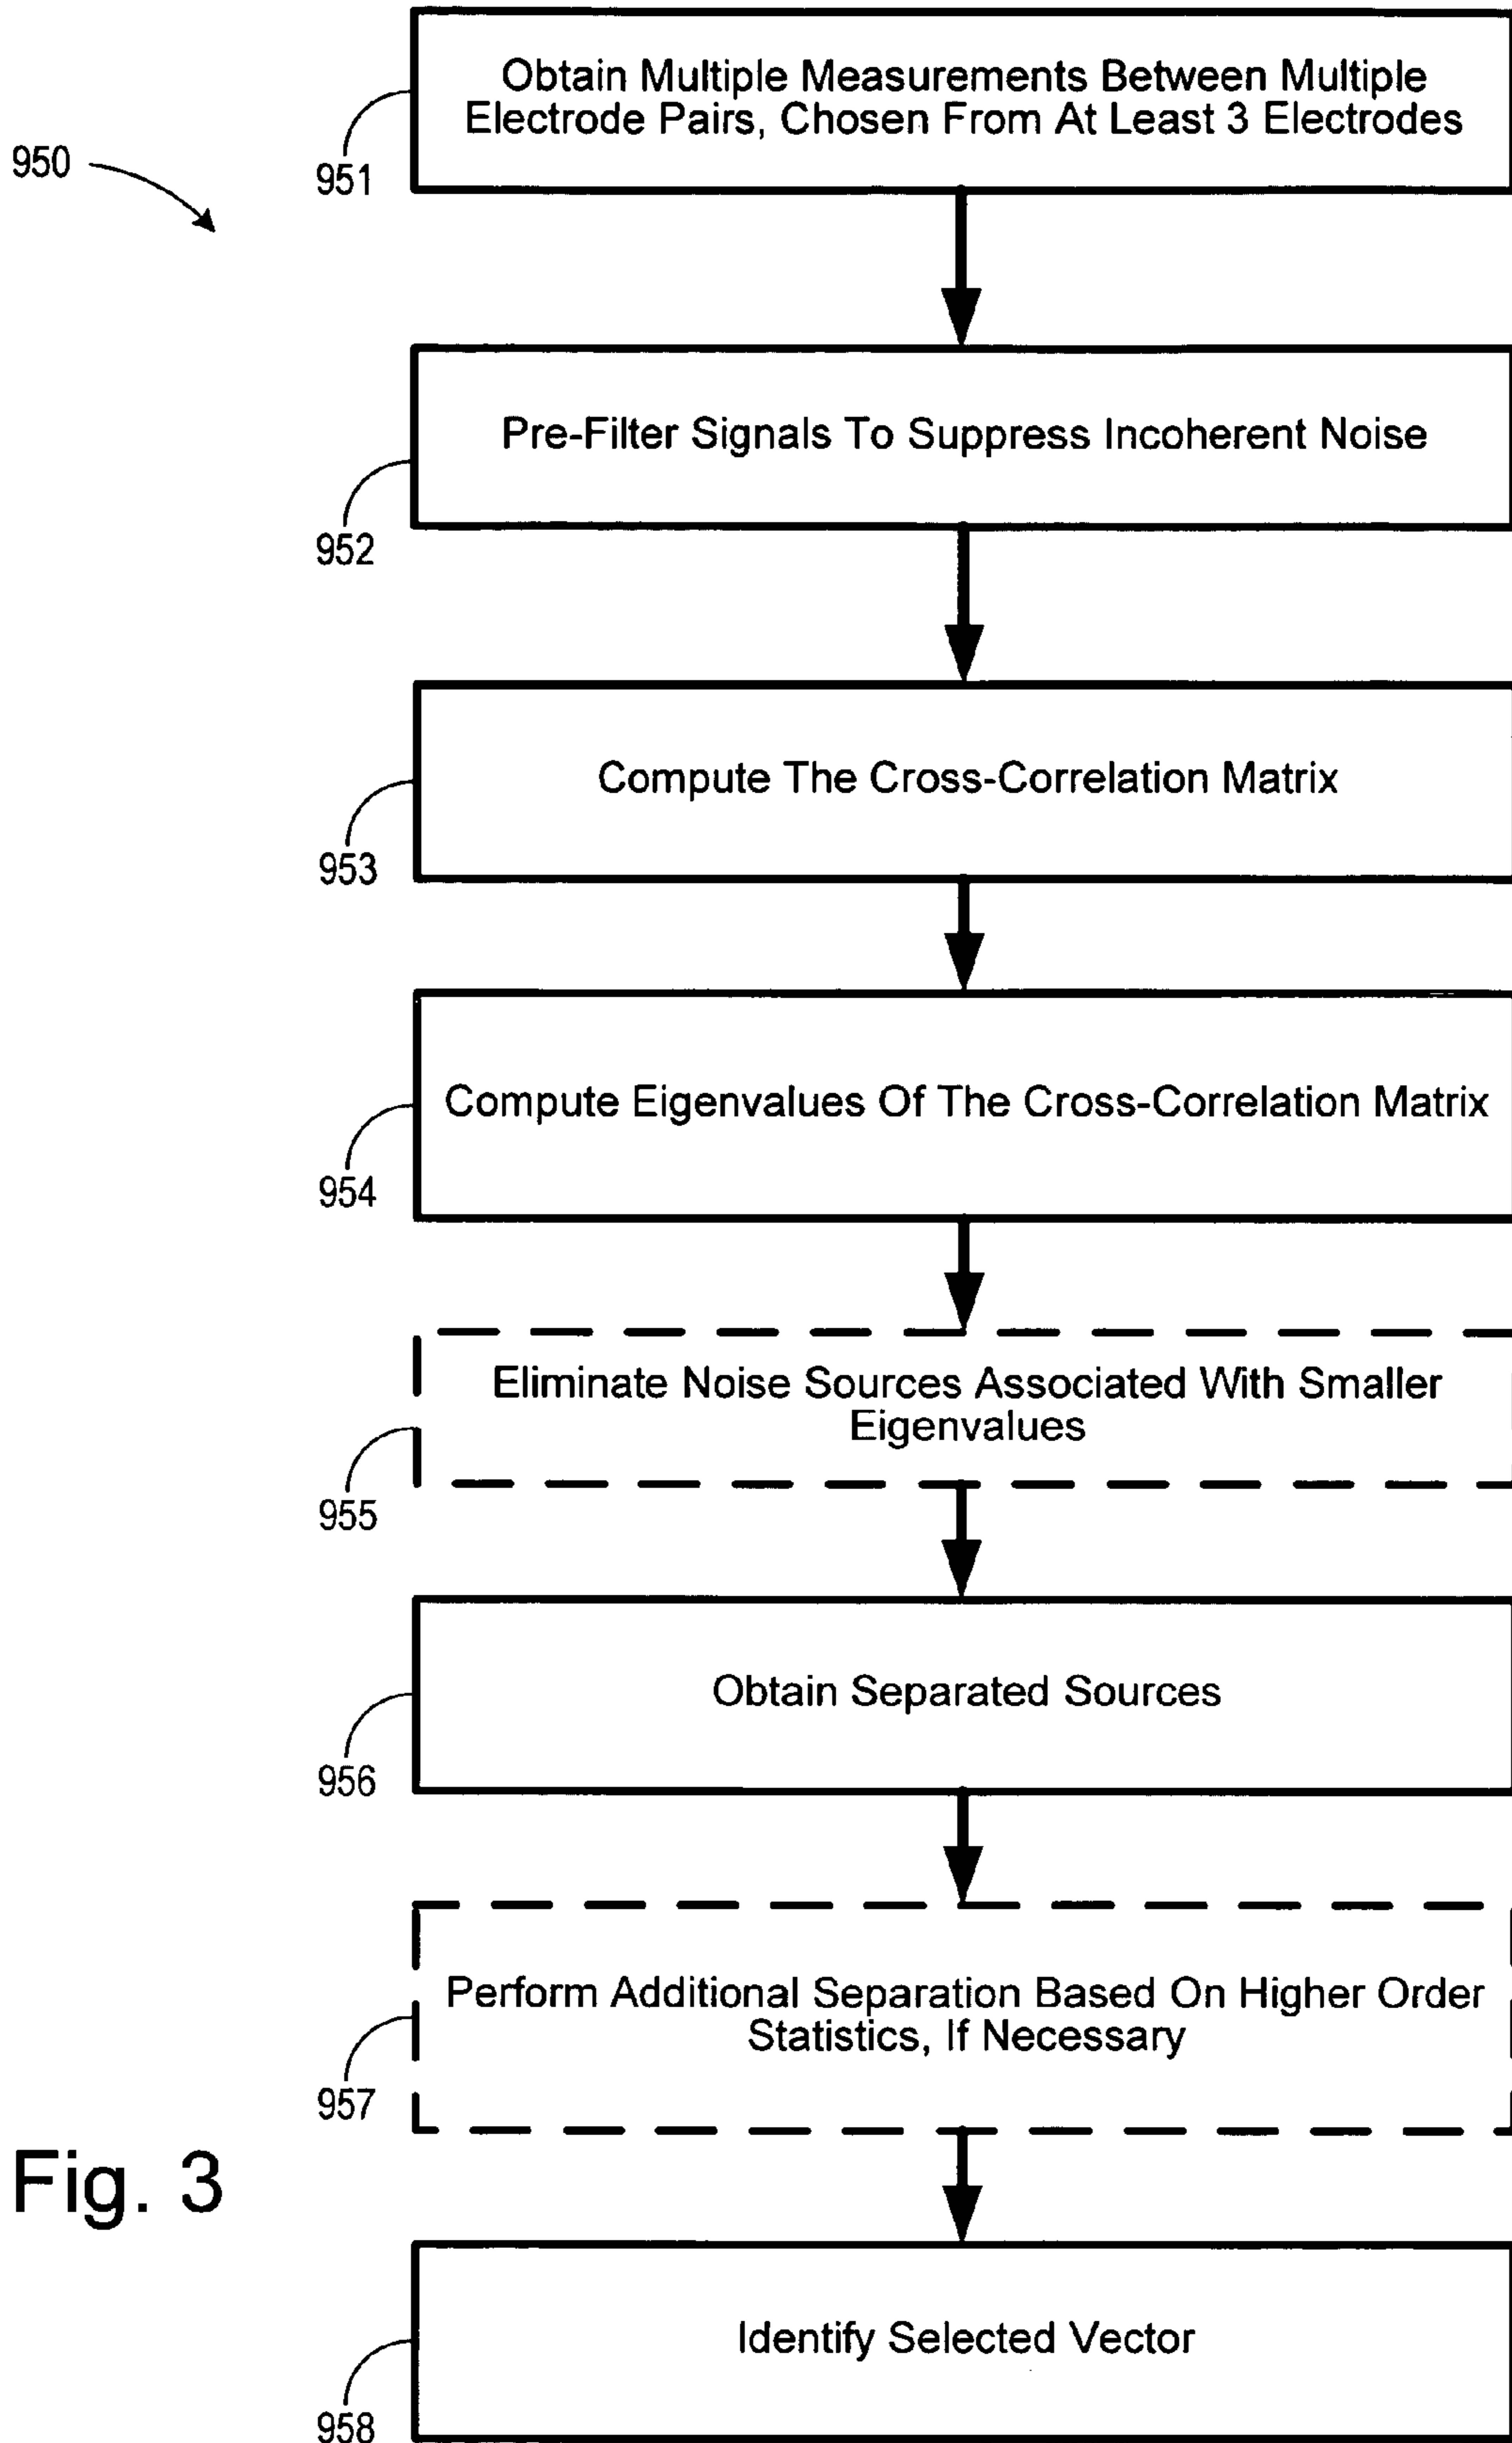 950
Obtain Multiple Measurements Between Multiple
Electrode Pairs, Chosen From At Least 3 Electrodes
951
Pre-Filter Signals To Suppress Incoherent Noise
952
Compute The Cross-Correlation Matrix
953
Compute Eigenvalues Of The Cross-Correlation Matrix
954
Eliminate Noise Sources Associated With Smaller
Eigenvalues
955
Obtain Separated Sources
956
Perform Additional Separation Based On Higher Order
Statistics, If Necessary
957
Fig. 3
Identify Selected Vector
958